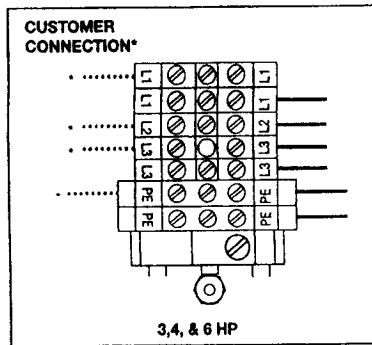 CUSTOMER
CONNECTION*
L1 L1
L1 L1
L2 L2
L3 L3
L3 L3
PE PE
PE PE
3,4, & 6 HP